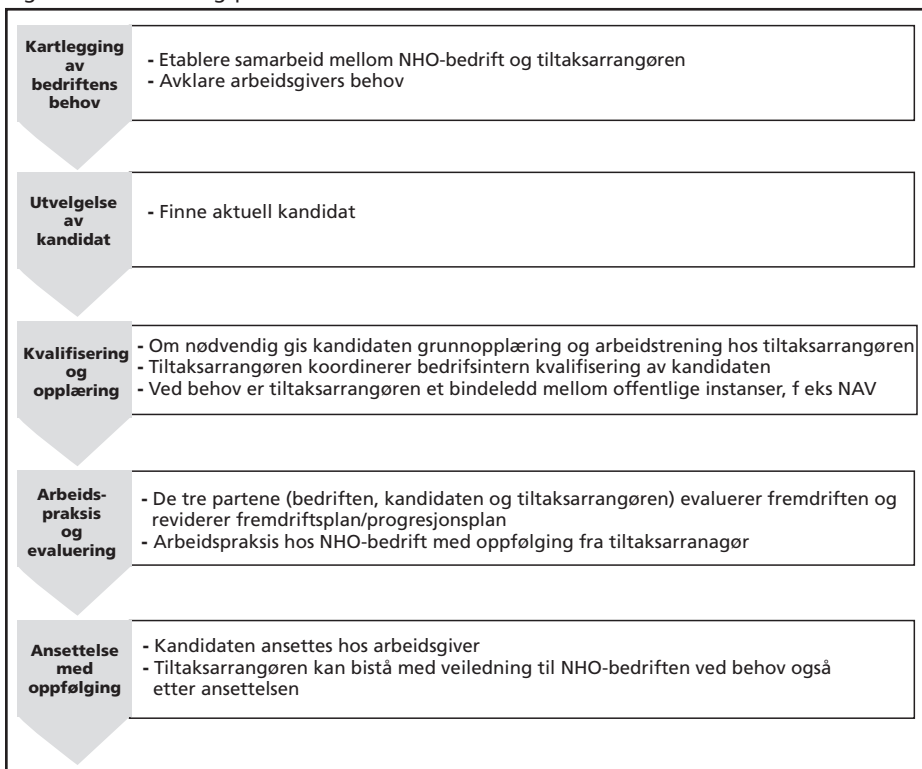 Kartlegging
av
bedriftens
behov
- Etablere samarbeid mellom NHO-bedrift og tiltaksarrangøren
- Avklare arbeidsgivers behov
Utvelgelse
av
kandidat
- Finne aktuell kandidat
Kvalifisering
og
opplæring
- Om nødvendig gis kandidaten grunnopplæring og arbeidstrening hos tiltaksarrangøren
- Tiltaksarrangøren koordinerer bedrifsintern kvalifisering av kandidaten
- Ved behov er tiltaksarrangøren et bindeledd mellom offentlige instanser, f eks NAV
Arbeids-
praksis
og
evaluering
- De tre partene (bedriften, kandidaten og tiltaksarrangøren) evaluerer fremdriften og
reviderer fremdriftsplan/progresjonsplan
- Arbeidspraksis hos NHO-bedrift med oppfølging fra tiltaksarranagør
Ansettelse
med
oppfølging
- Kandidaten ansettes hos arbeidsgiver
- Tiltaksarrangøren kan bistå med veiledning til NHO-bedriften ved behov også
etter ansettelsen